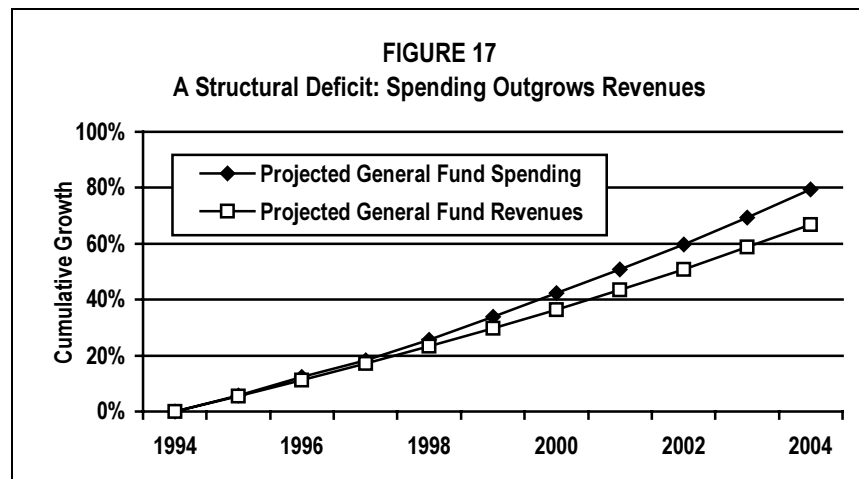 FIGURE 17
A Structural Deficit: Spending Outgrows Revenues
100%
80%
60%
40%
20%
0%
Cumulative Growth
Projected General Fund Spending
Projected General Fund Revenues
1994 1996 1998 2000 2002 2004